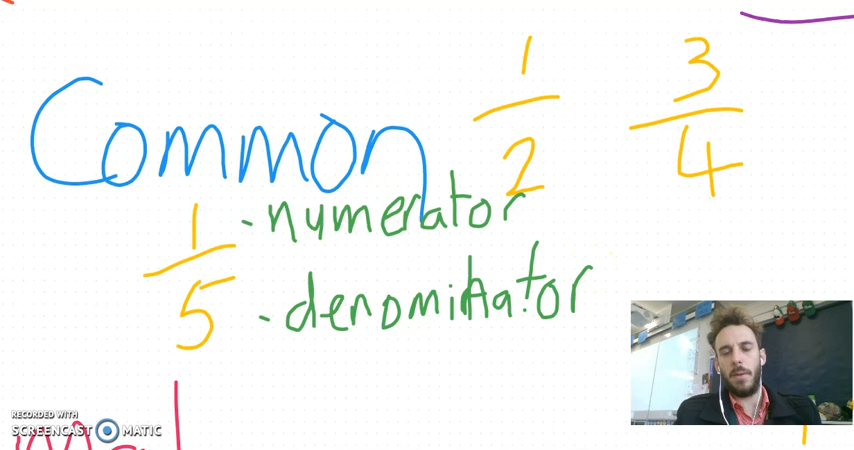 Common 1/2 3/4
1/5 - numerator
- denominator
RECORDED WITH
SCREENCAST MATIC